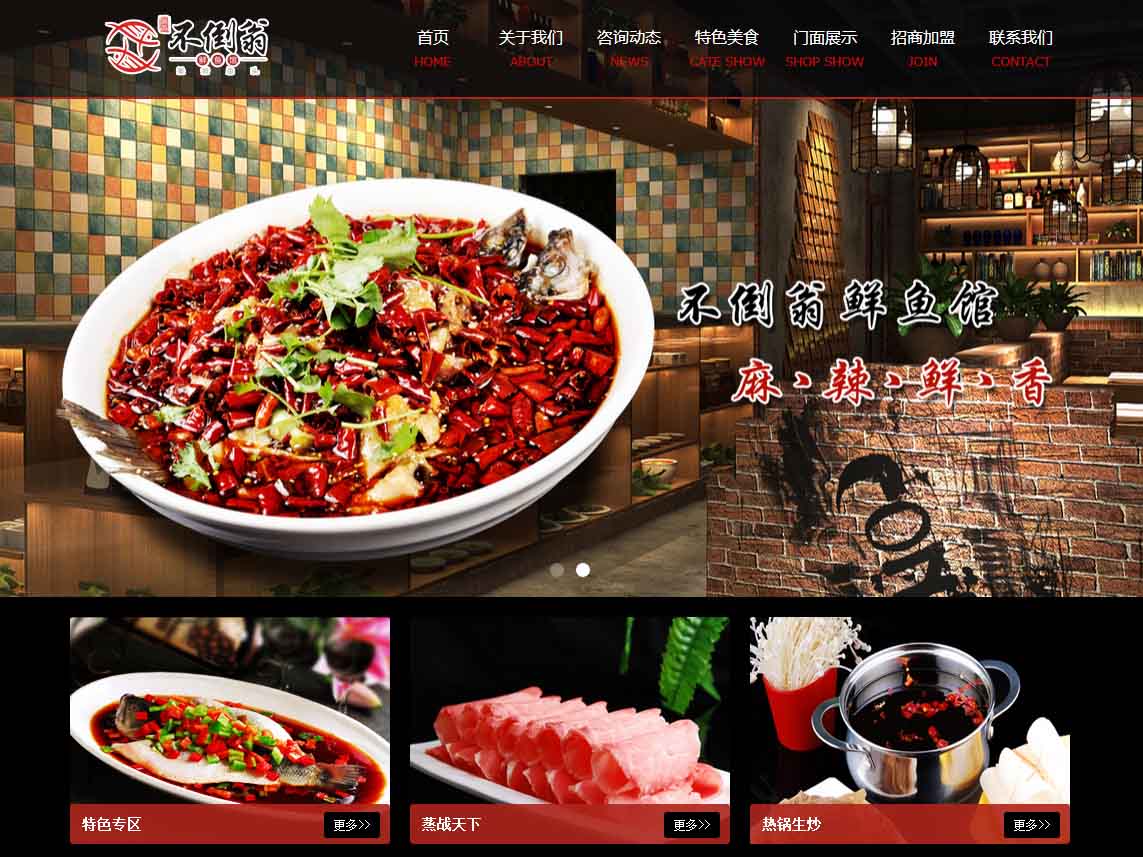 不倒翁
鲜鱼馆
首页 关于我们 咨询动态 特色美食 门面展示 招商加盟 联系我们
HOME ABOUT NEWS CATE SHOW SHOP SHOW JOIN CONTACT
不倒翁鲜鱼馆
麻、辣、鲜、香
特色专区 更多>>
蒸战天下 更多>>
热锅生炒 更多>>